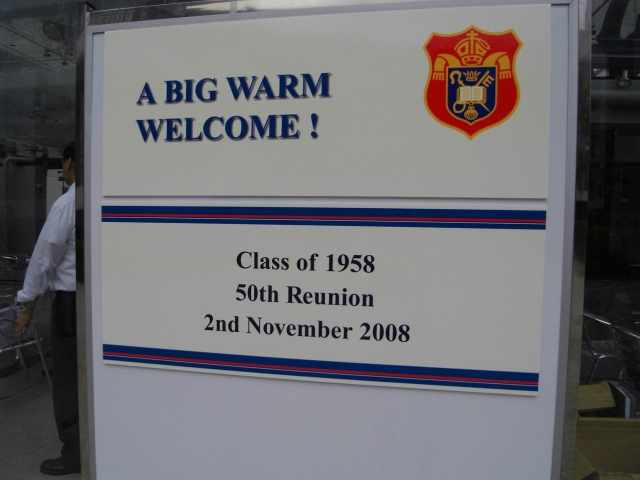 A BIG WARM
WELCOME !
Class of 1958
50th Reunion
2nd November 2008